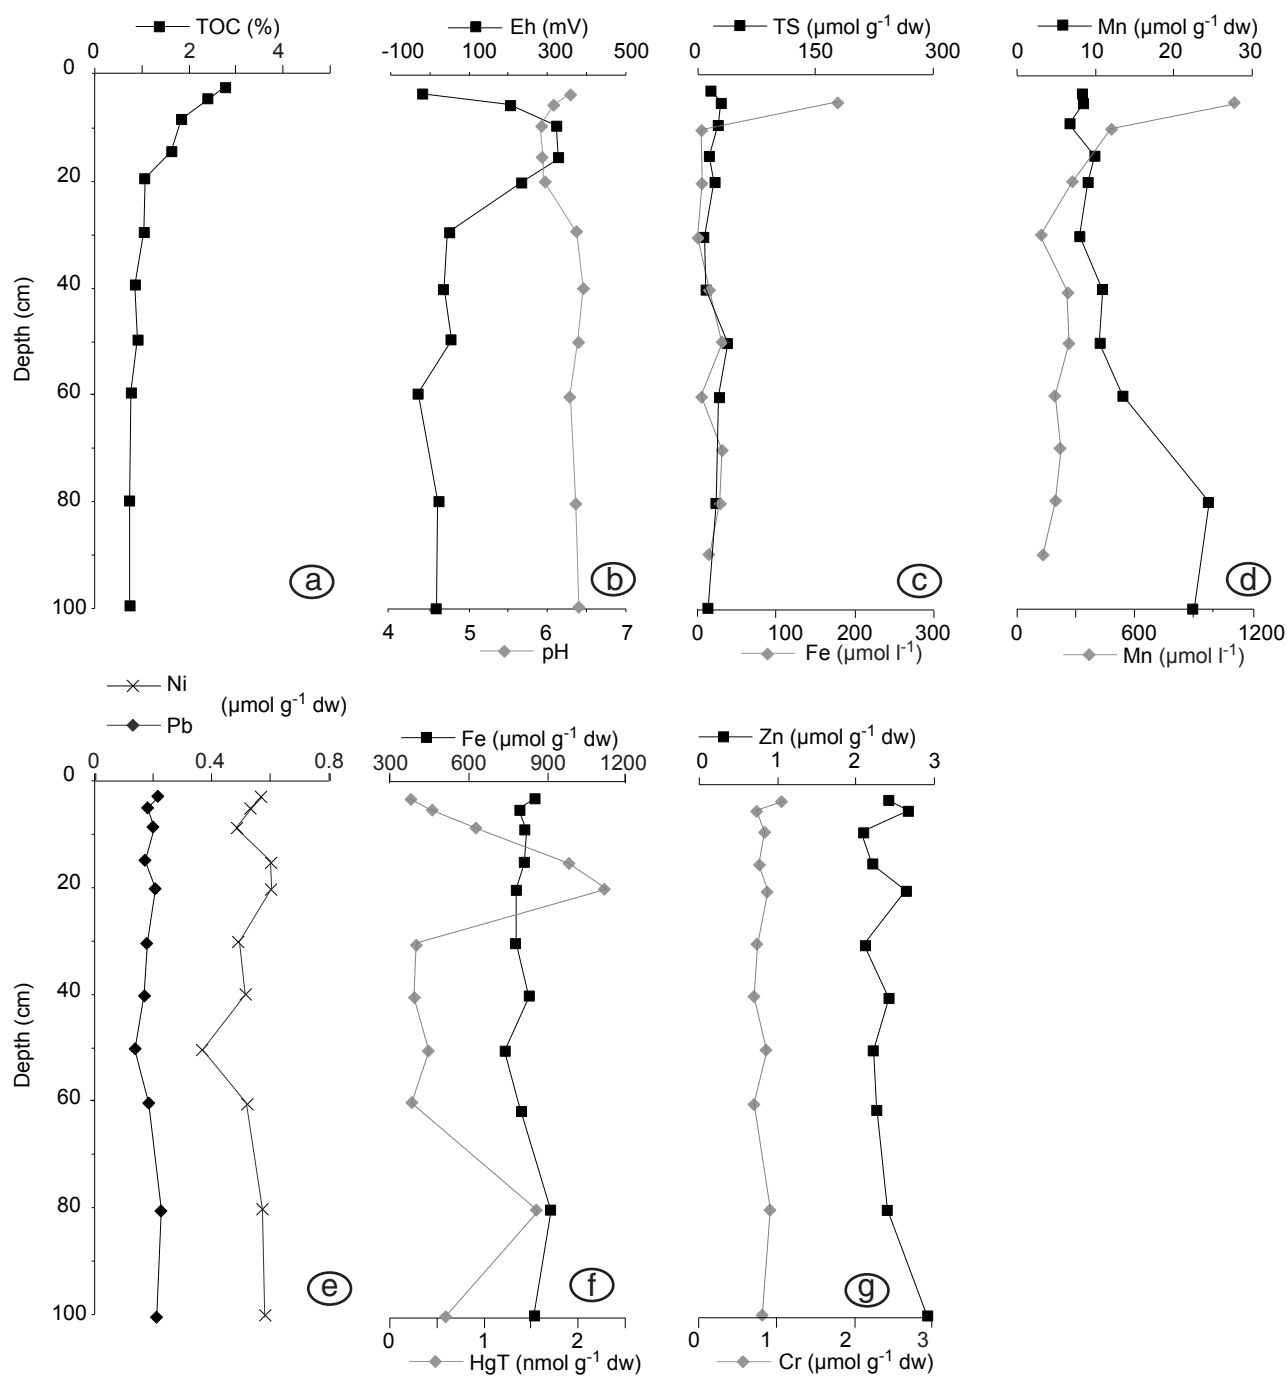 TOC (%)
0 2 4
Eh (mV)
-100 100 300 500
TS (µmol g-1 dw)
0 150 300
Mn (µmol g-1 dw)
0 10 20 30
0
20
40
60
80
100
Depth (cm)
a
b
c
d
4 5 6 7
pH
0 100 200 300
Fe (µmol l-1)
0 600 1200
Mn (µmol l-1)
Ni
(µmol g-1 dw)
Pb
0 0.4 0.8
Fe (µmol g-1 dw)
300 600 900 1200
Zn (µmol g-1 dw)
0 1 2 3
0
20
40
60
80
100
Depth (cm)
e
f
g
0 1 2
HgT (nmol g-1 dw)
0 1 2 3
Cr (µmol g-1 dw)